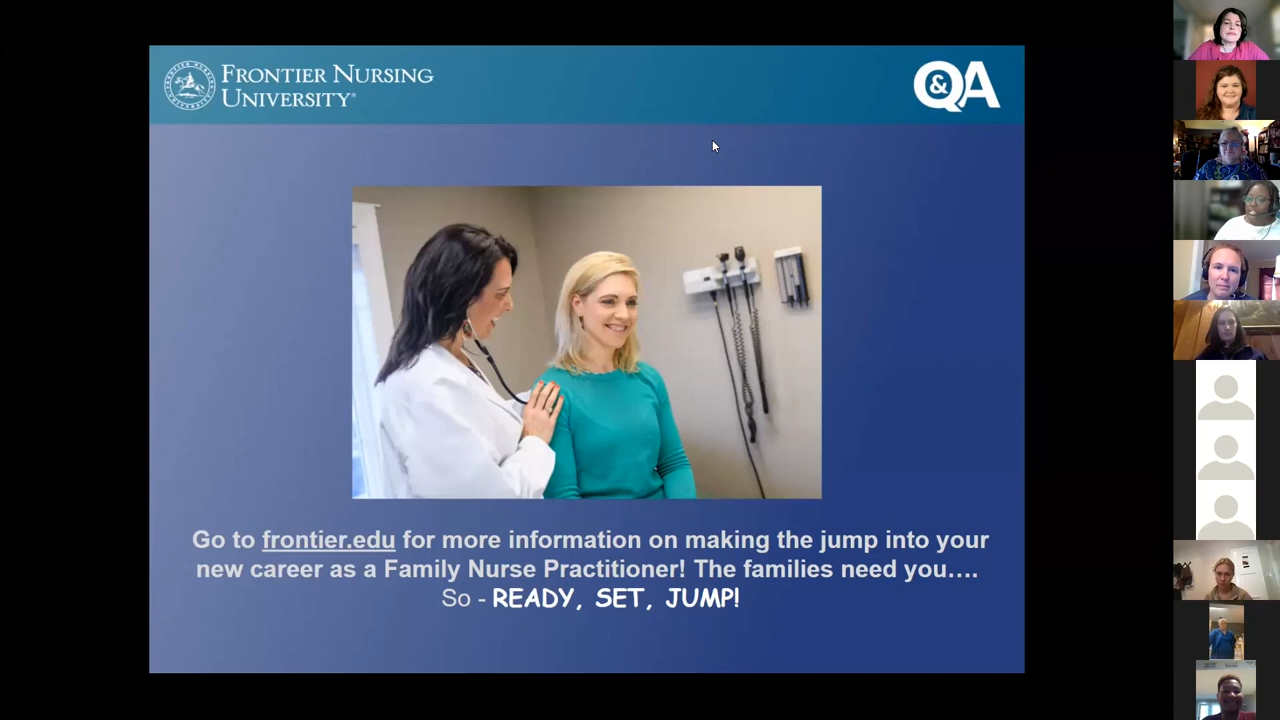 FRONTIER NURSING
UNIVERSITY®
Q&A
Go to frontier.edu for more information on making the jump into your
new career as a Family Nurse Practitioner! The families need you....
So - READY, SET, JUMP!